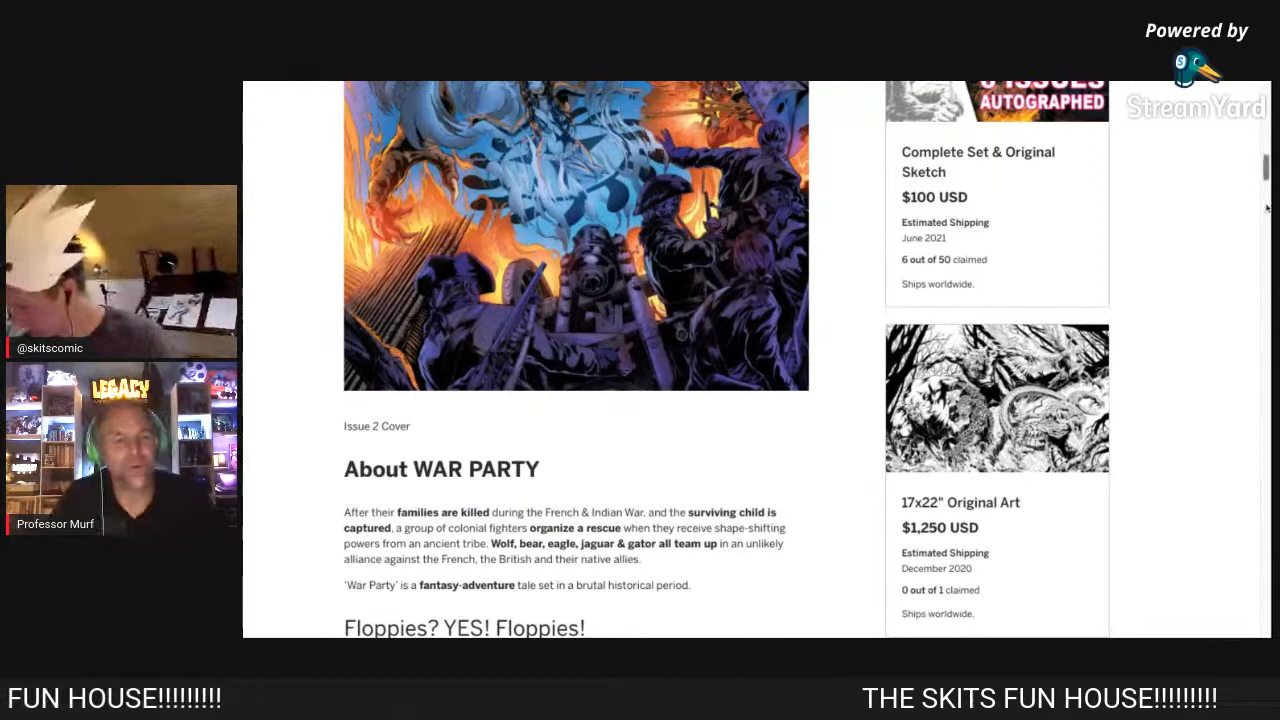 Powered by
StreamYard
6 ISSUES
AUTOGRAPHED
Complete Set & Original
Sketch
$100 USD
Estimated Shipping
June 2021
6 out of 50 claimed
Ships worldwide.
@skitscomic
LEGACY
Professor Murf
Issue 2 Cover
About WAR PARTY
After their families are killed during the French & Indian War, and the surviving child is
captured, a group of colonial fighters organize a rescue when they receive shape-shifting
powers from an ancient tribe. Wolf, bear, eagle, jaguar & gator all team up in an unlikely
alliance against the French, the British and their native allies.
'War Party' is a fantasy-adventure tale set in a brutal historical period.
Floppies? YES! Floppies!
17x22" Original Art
$1,250 USD
Estimated Shipping
December 2020
0 out of 1 claimed
Ships worldwide.
FUN HOUSE!!!!!!!!!
THE SKITS FUN HOUSE!!!!!!!!!